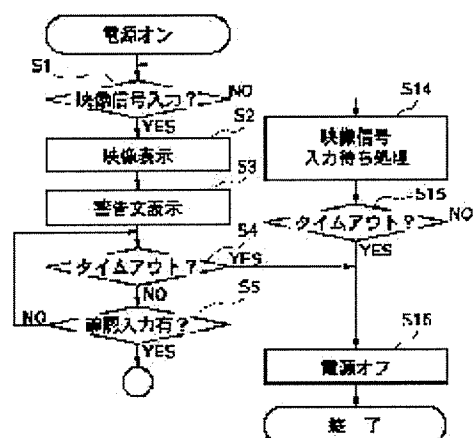 電源オン
S1
映像信号入力?
NO
YES
S2
映像表示
S3
警告文表示
S4
タイムアウト?
YES
NO
S5
確認入力有?
NO
YES
S14
映像信号
入力待ち処理
S15
タイムアウト?
NO
YES
S16
電源オフ
終了